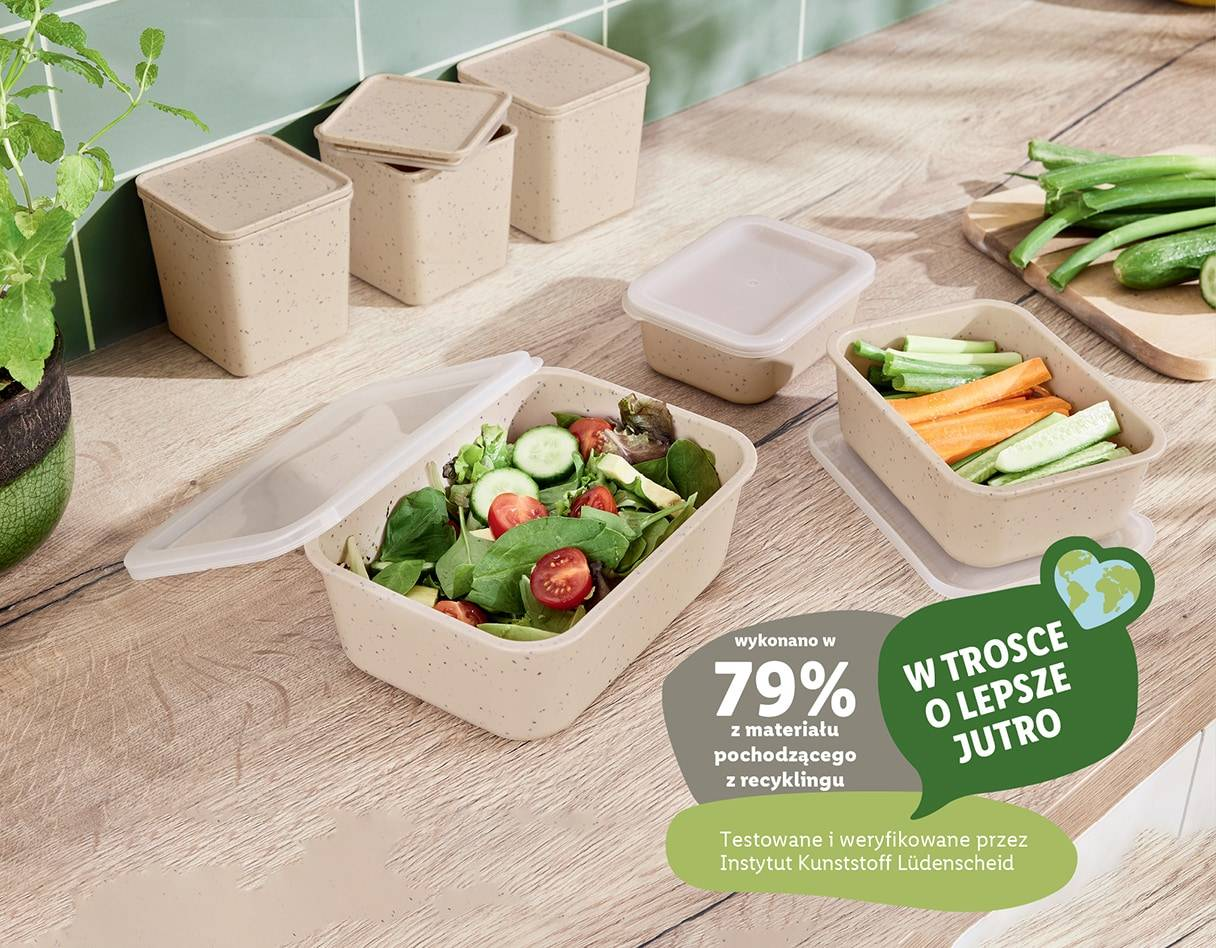 wykonano w
79%
z materiału
pochodzącego
z recyklingu
W TROSCE
O LEPSZE
JUTRO
Testowane i weryfikowane przez
Instytut Kunststoff Lüdenscheid